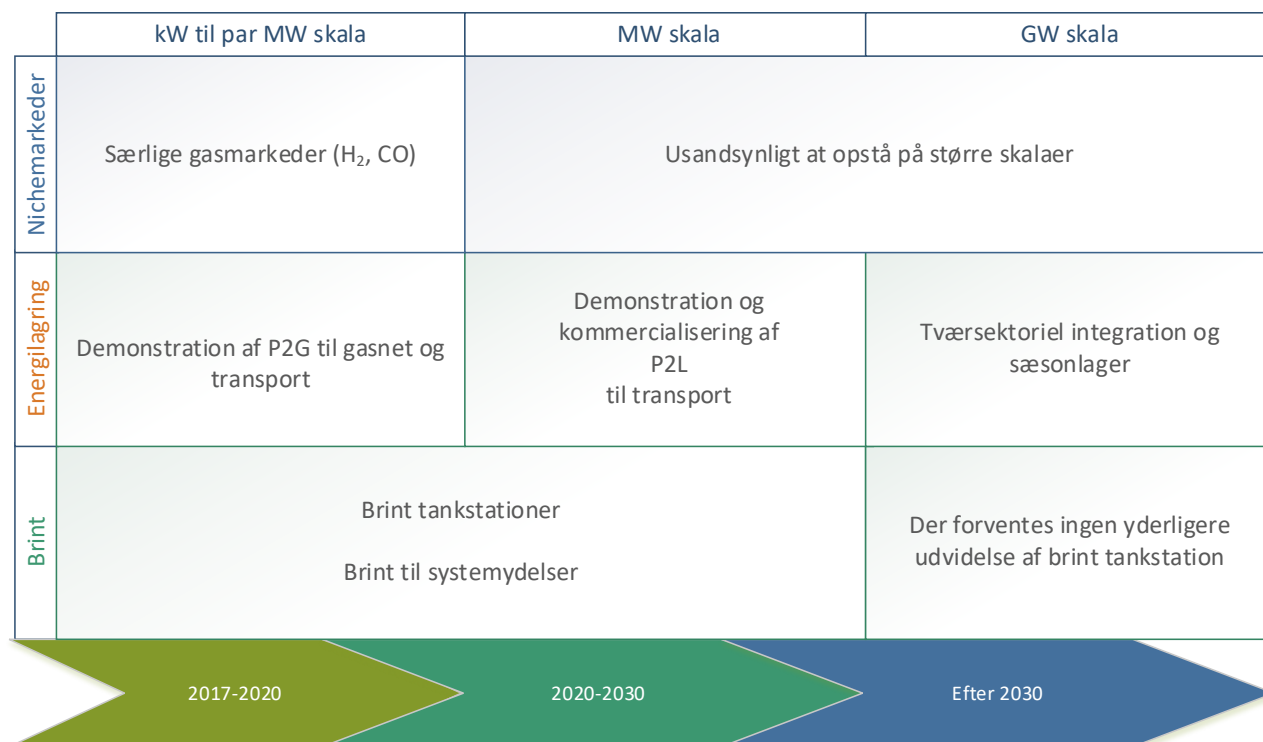 kW til par MW skala
MW skala
GW skala
Nichemarkeder
Særlige gasmarkeder (H₂, CO)
Usandsynligt at opstå på større skalaer
Energilagring
Demonstration af P2G til gasnet og
transport
Demonstration og
kommercialisering af
P2L
til transport
Tværsektoriel integration og
sæsonlager
Brint
Brint tankstationer
Brint til systemydelser
Der forventes ingen yderligere
udvidelse af brint tankstation
2017-2020
2020-2030
Efter 2030